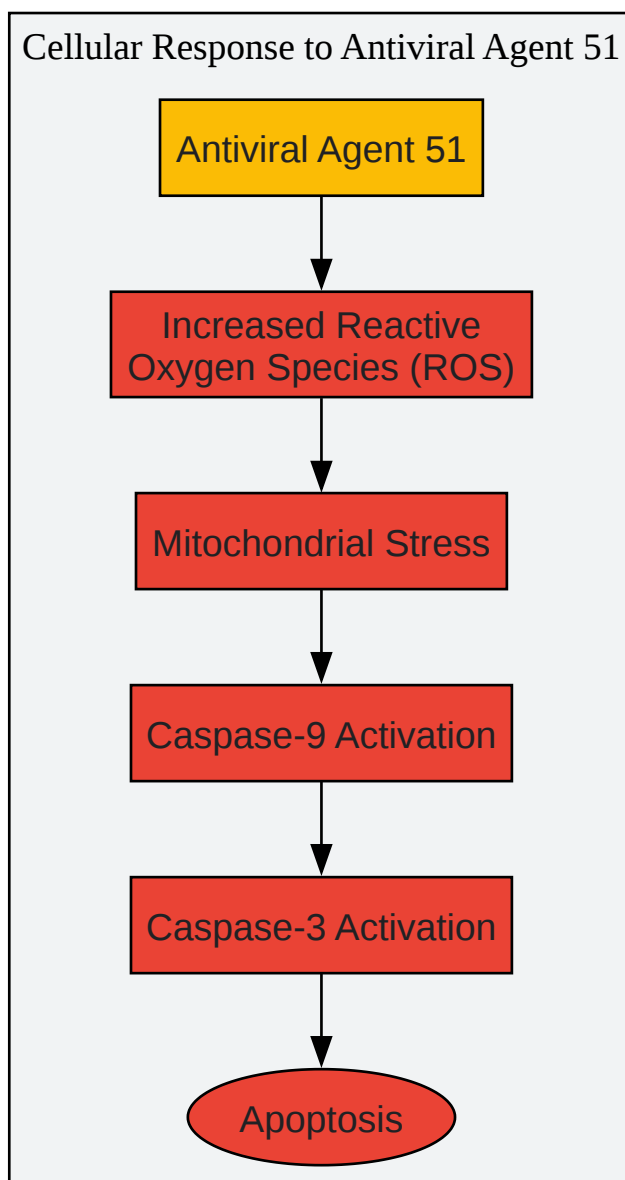 Cellular Response to Antiviral Agent 51
Antiviral Agent 51
Increased Reactive
Oxygen Species (ROS)
Mitochondrial Stress
Caspase-9 Activation
Caspase-3 Activation
Apoptosis